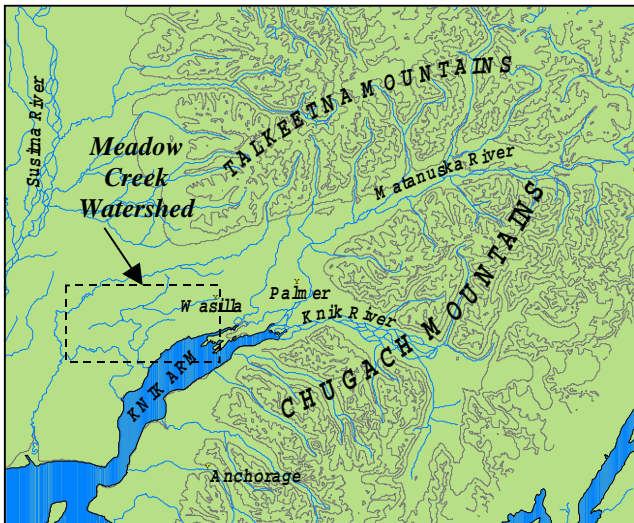 TALKEETNA MOUNTAINS
Susitna River
Meadow
Creek
Watershed
Matanuska River
Wasilla
Palmer
Knik River
CHUGACH MOUNTAINS
KNIK ARM
Anchorage